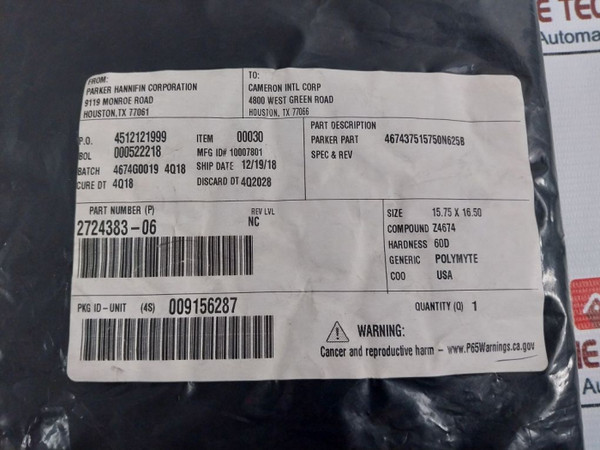 FROM:
PARKER HANNIFIN CORPORATION
9119 MONROE ROAD
HOUSTON, TX 77061
TO:
CAMERON INTL CORP
4800 WEST GREEN ROAD
HOUSTON, TX 77066
P.O. 4512121999 ITEM 00030
BOL 000522218 MFG ID# 10007801
BATCH 4674G0019 4Q18 SHIP DATE 12/19/18
CURE DT 4Q18 DISCARD DT 4Q2028
PART DESCRIPTION
PARKER PART 467437515750N625B
SPEC & REV
PART NUMBER (P) REV LVL
2724383-06 NC
SIZE 15.75 X 16.50
COMPOUND Z4674
HARDNESS 60D
GENERIC POLYMYTE
COO USA
PKG ID-UNIT (4S) 009156287
QUANTITY (Q) 1
WARNING:
Cancer and reproductive harm - www.P65Warnings.ca.gov
E TEC
Automa
A
IE TE
Au